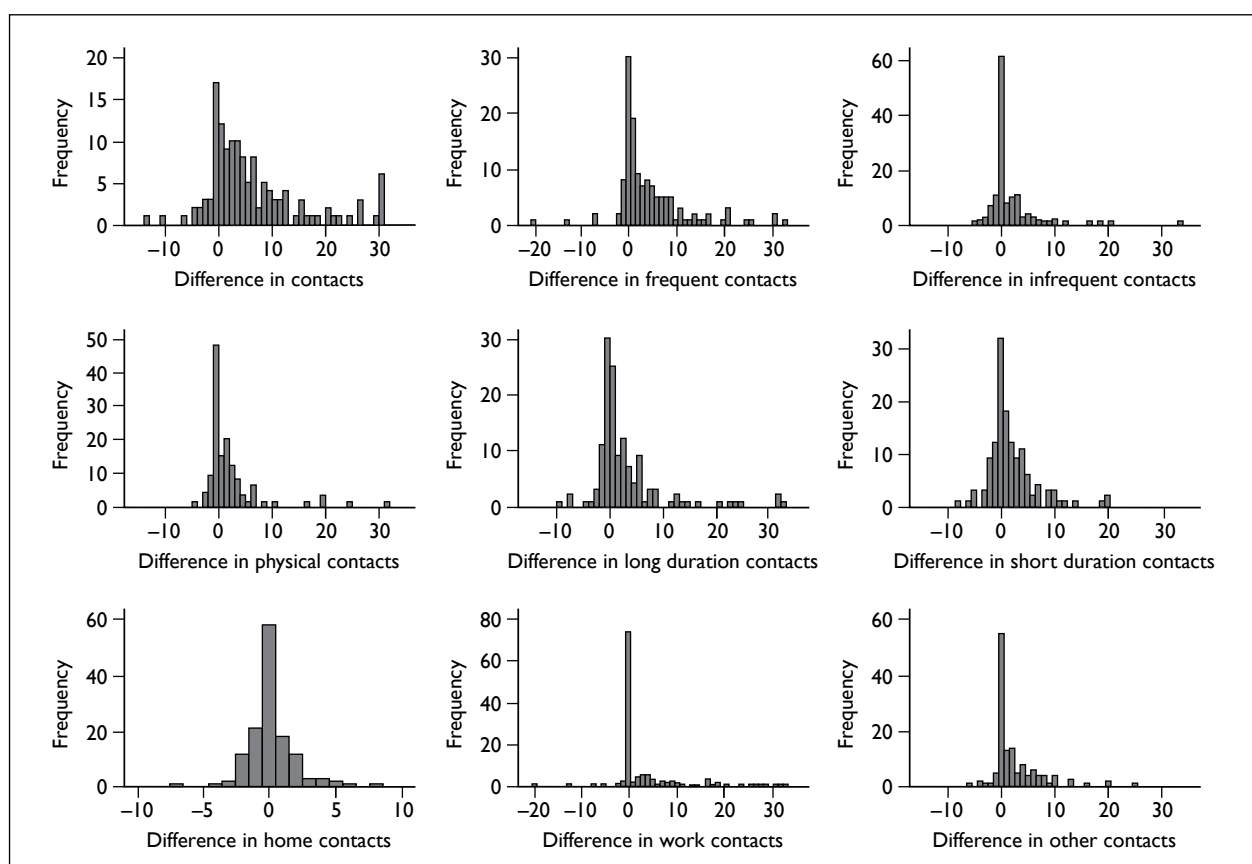 20
15
10
5
0
Frequency
−10 0 10 20 30
Difference in contacts
30
20
10
0
Frequency
−20 −10 0 10 20 30
Difference in frequent contacts
60
40
20
0
Frequency
−10 0 10 20 30
Difference in infrequent contacts
50
40
30
20
10
0
Frequency
−10 0 10 20 30
Difference in physical contacts
30
20
10
0
Frequency
−10 0 10 20 30
Difference in long duration contacts
30
20
10
0
Frequency
−10 0 10 20 30
Difference in short duration contacts
60
40
20
0
Frequency
−10 −5 0 5 10
Difference in home contacts
80
60
40
20
0
Frequency
−20 −10 0 10 20 30
Difference in work contacts
60
40
20
0
Frequency
−10 0 10 20 30
Difference in other contacts